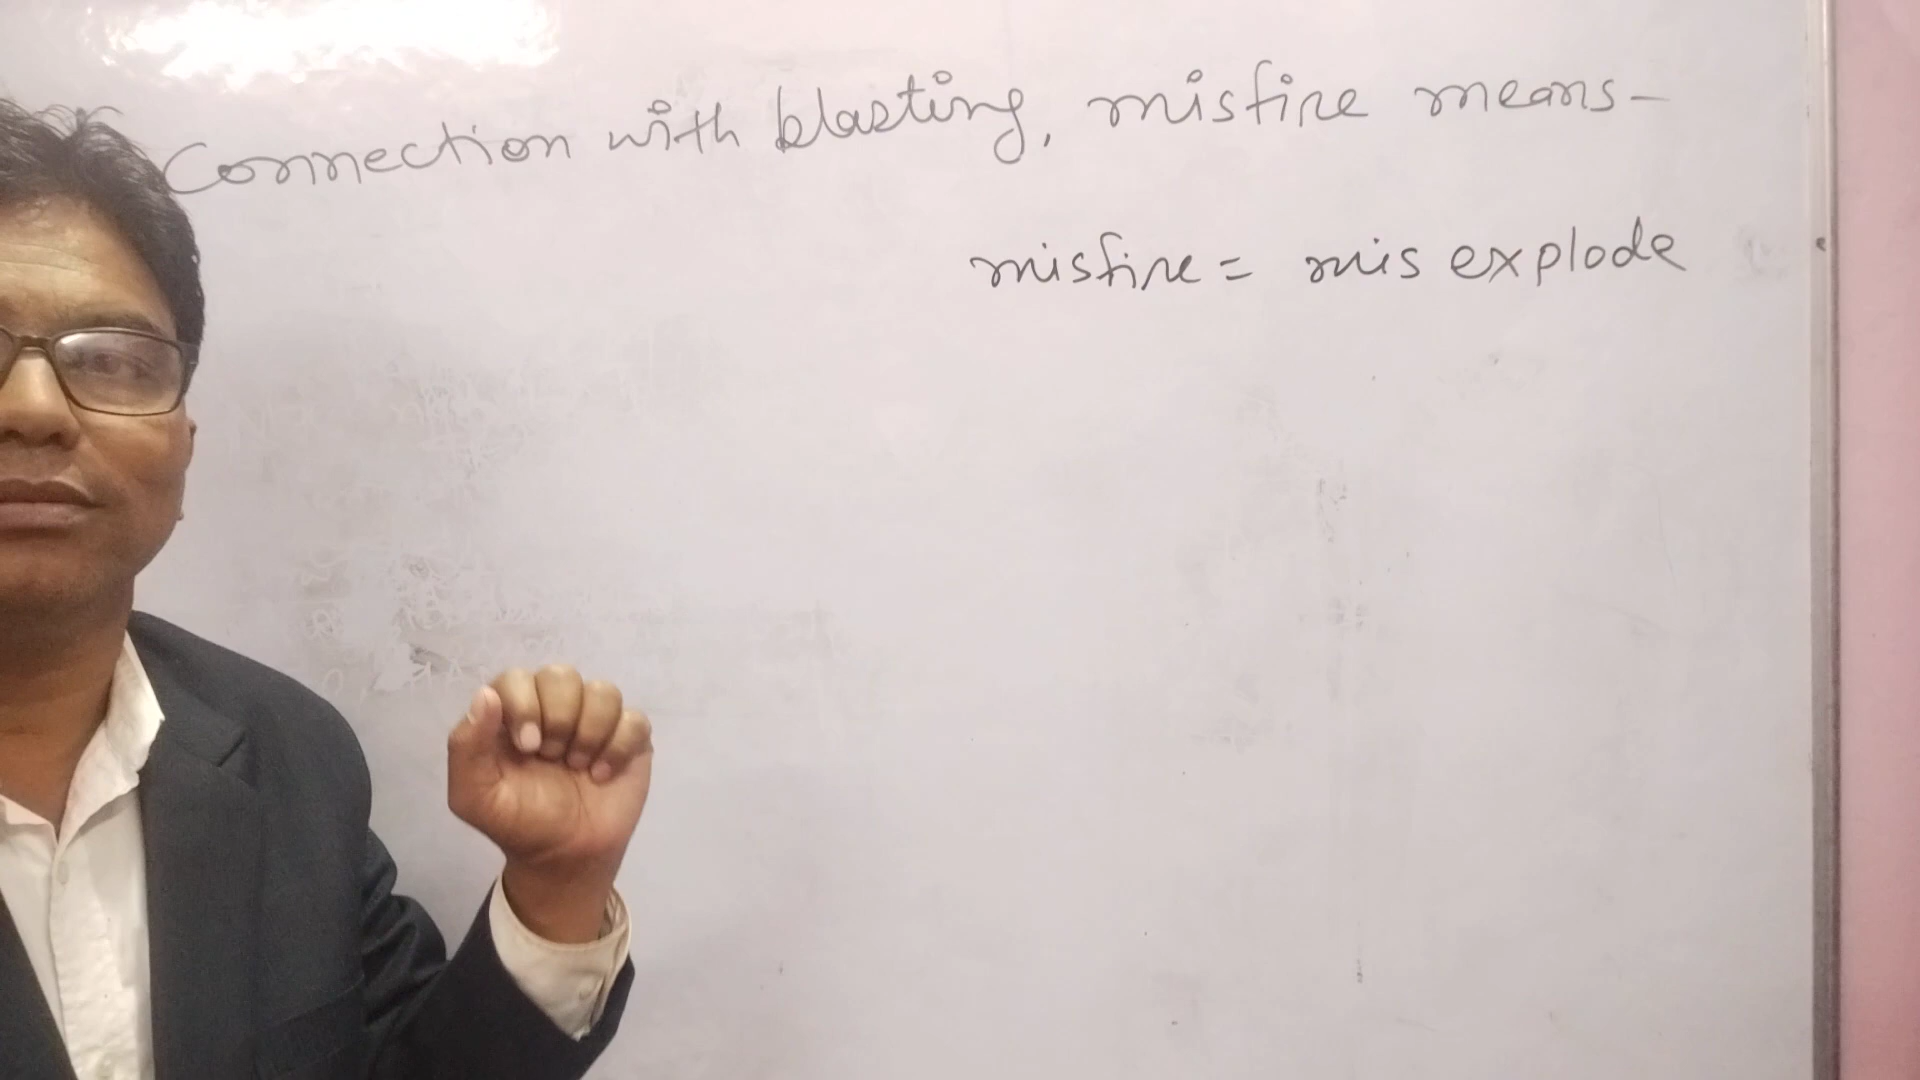 Connection with blasting, misfire means-
misfire = mis explode